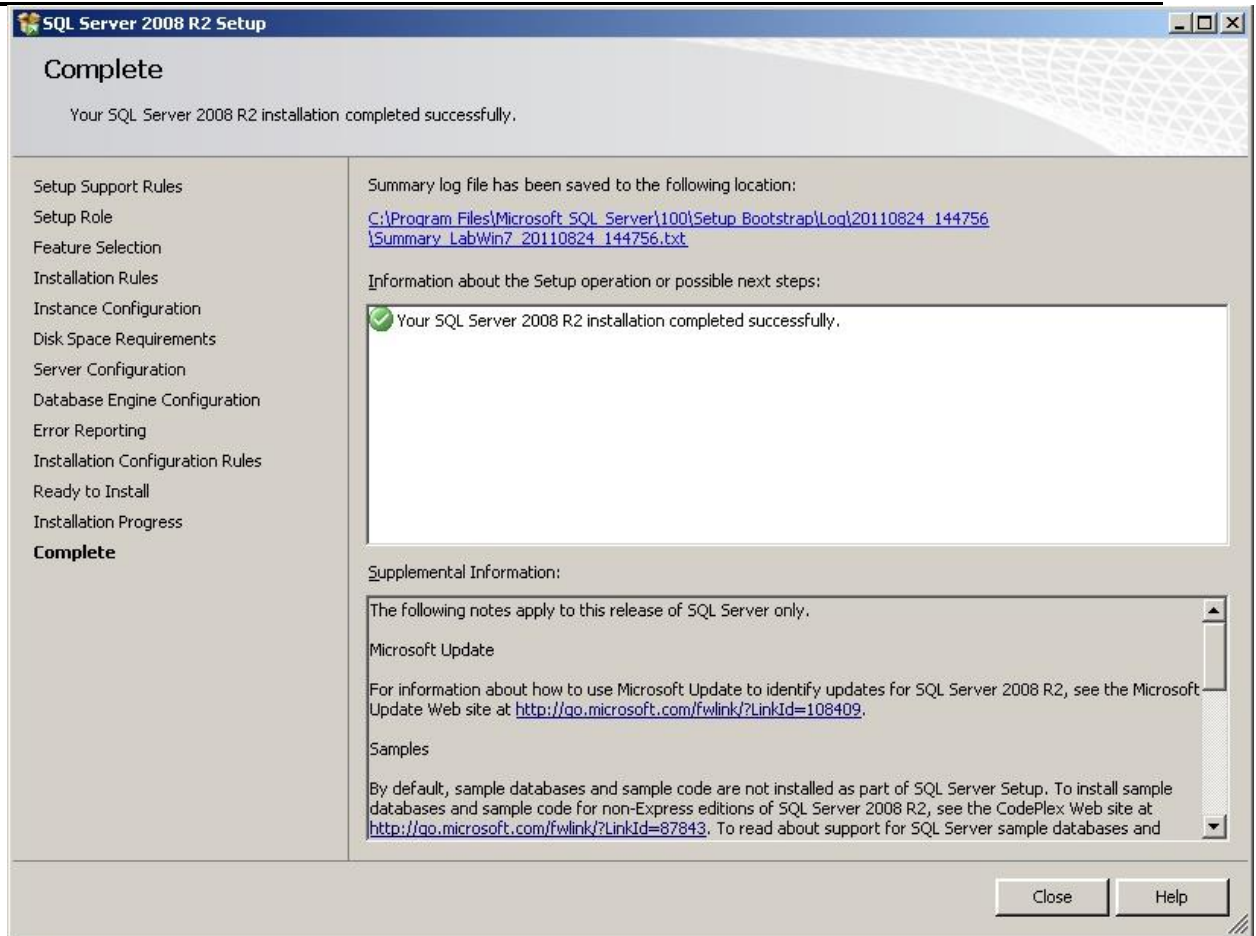 SQL Server 2008 R2 Setup
Complete
Your SQL Server 2008 R2 installation completed successfully.
Setup Support Rules
Setup Role
Feature Selection
Installation Rules
Instance Configuration
Disk Space Requirements
Server Configuration
Database Engine Configuration
Error Reporting
Installation Configuration Rules
Ready to Install
Installation Progress
Complete
Summary log file has been saved to the following location:
C:\Program Files\Microsoft SQL Server\100\Setup Bootstrap\Log\20110824_144756
\Summary_LabWin7_20110824_144756.txt
Information about the Setup operation or possible next steps:
Your SQL Server 2008 R2 installation completed successfully.
Supplemental Information:
The following notes apply to this release of SQL Server only.
Microsoft Update
For information about how to use Microsoft Update to identify updates for SQL Server 2008 R2, see the Microsoft
Update Web site at http://go.microsoft.com/fwlink/?LinkId=108409.
Samples
By default, sample databases and sample code are not installed as part of SQL Server Setup. To install sample
databases and sample code for non-Express editions of SQL Server 2008 R2, see the CodePlex Web site at
http://go.microsoft.com/fwlink/?LinkId=87843. To read about support for SQL Server sample databases and
Close
Help